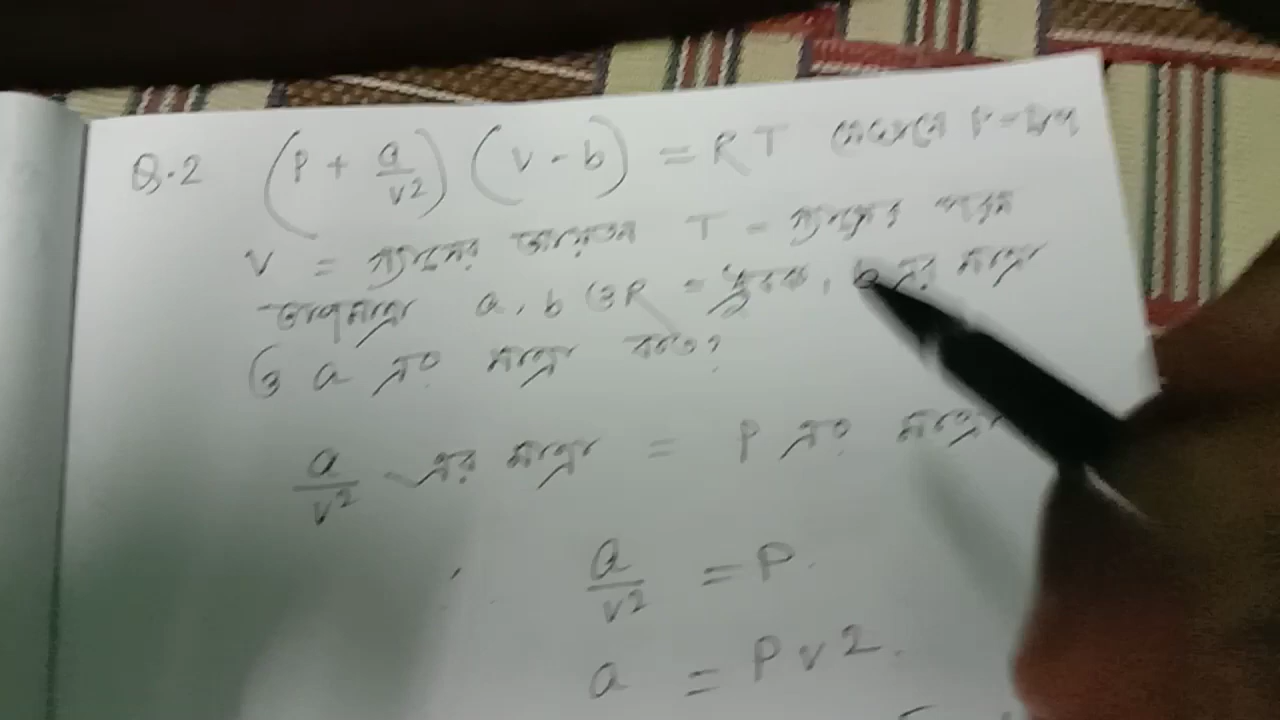 Q.2 (P + a/v2) (v - b) = RT যেখানে P = চাপ
V = গ্যাসের আয়তন T = গ্যাসের পরম
তাপমাত্রা a, b ও R = ধ্রুবক, b এর মাত্রা
ও a এর মাত্রা কত?
a/v2 এর মাত্রা = P এর মাত্রা
a/v2 = P.
a = Pv2.